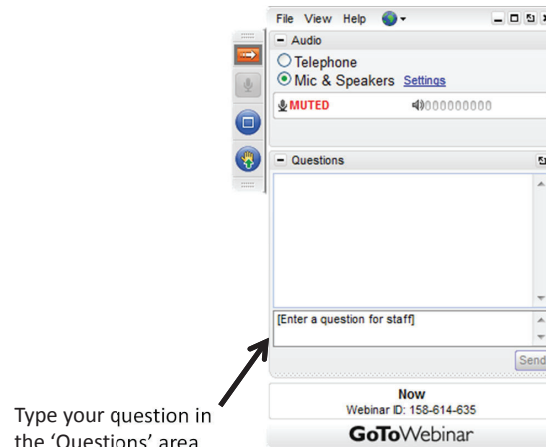 File View Help
Audio
Telephone
Mic & Speakers Settings
MUTED 000000000
Questions
[Enter a question for staff]
Send
Now
Webinar ID: 158-614-635
GoToWebinar
Type your question in
the ‘Questions’ area